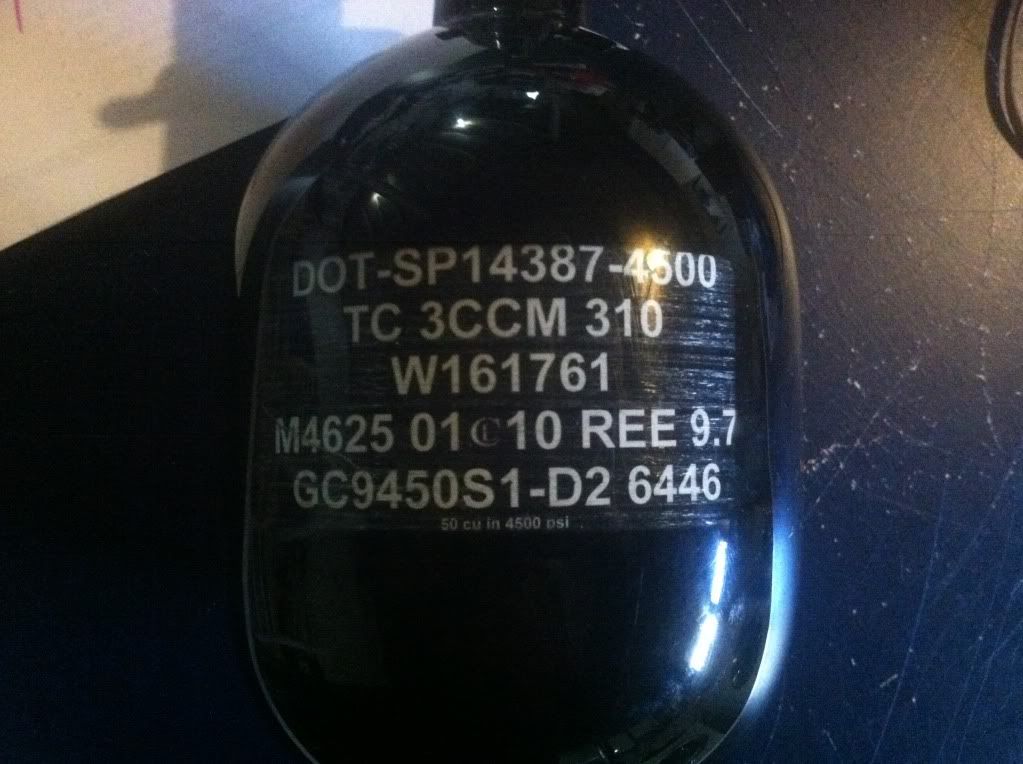 DOT-SP14387-4500
TC 3CCM 310
W161761
M4625 01 10 REE 9.7
GC9450S1-D2 6446
50 cu in 4500 psi